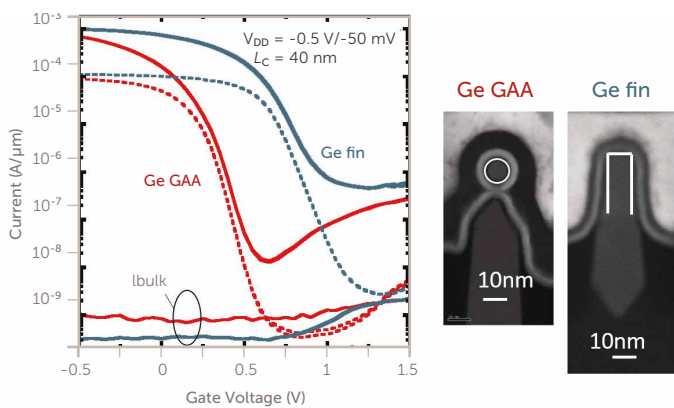 10⁻³
10⁻⁴
10⁻⁵
10⁻⁶
10⁻⁷
10⁻⁸
10⁻⁹
Current (A/μm)
V_DD = -0.5 V/-50 mV
L_C = 40 nm
Ge fin
Ge GAA
lbulk
-0.5
0
0.5
1.0
1.5
Gate Voltage (V)
Ge GAA
10nm
Ge fin
10nm